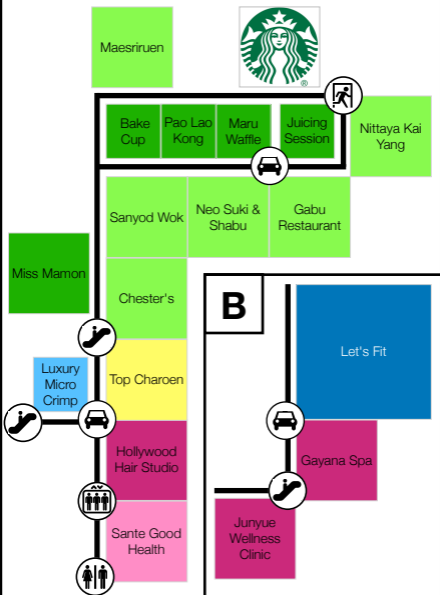 Maesriruen
Bake
Cup
Pao Lao
Kong
Maru
Waffle
Juicing
Session
Nittaya Kai
Yang
Sanyod Wok
Neo Suki &
Shabu
Gabu
Restaurant
Miss Mamon
Chester's
B
Let's Fit
Luxury
Micro
Crimp
Top Charoen
Hollywood
Hair Studio
Gayana Spa
Sante Good
Health
Junyue
Wellness
Clinic